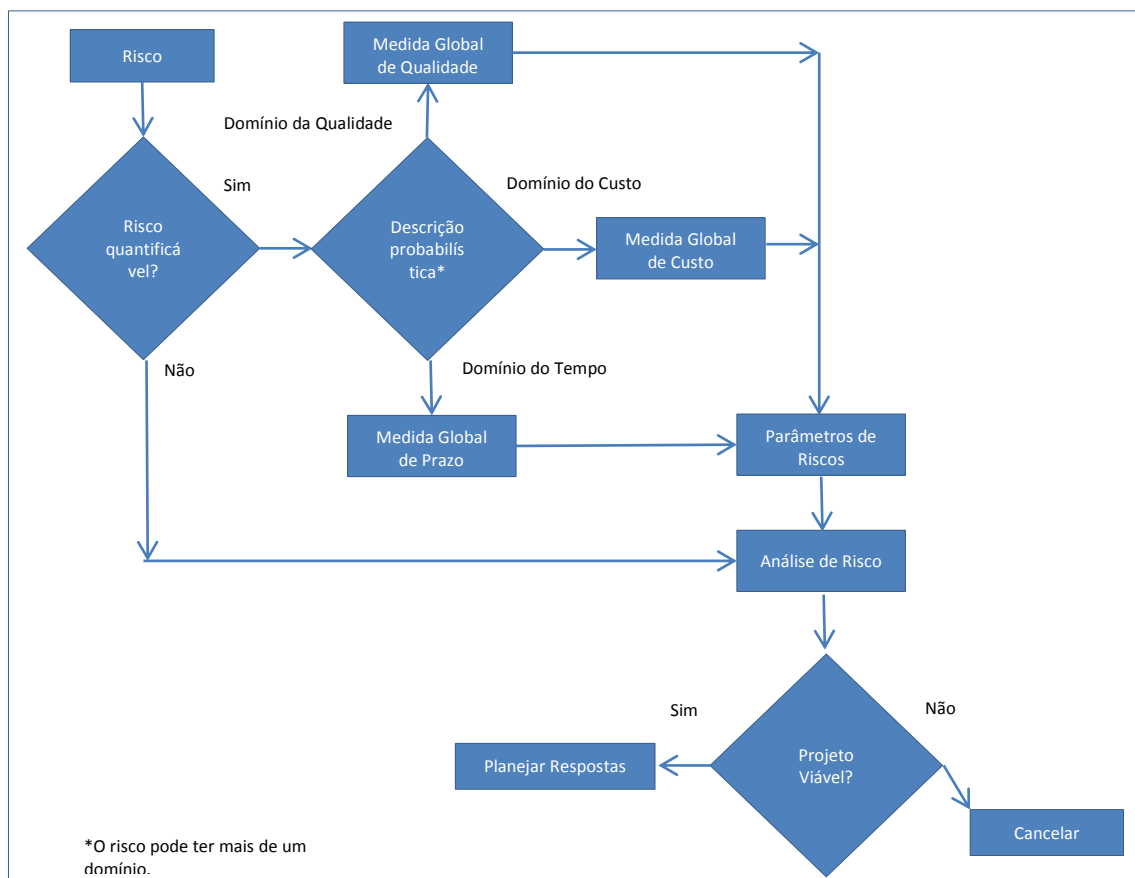 Risco
Medida Global
de Qualidade
Domínio da Qualidade
Sim
Domínio do Custo
Risco
quantificá
vel?
Descrição
probabilís
tica*
Medida Global
de Custo
Não
Domínio do Tempo
Medida Global
de Prazo
Parâmetros de
Riscos
Análise de Risco
Sim
Não
Planejar Respostas
Projeto
Viável?
Cancelar
*O risco pode ter mais de um
domínio.